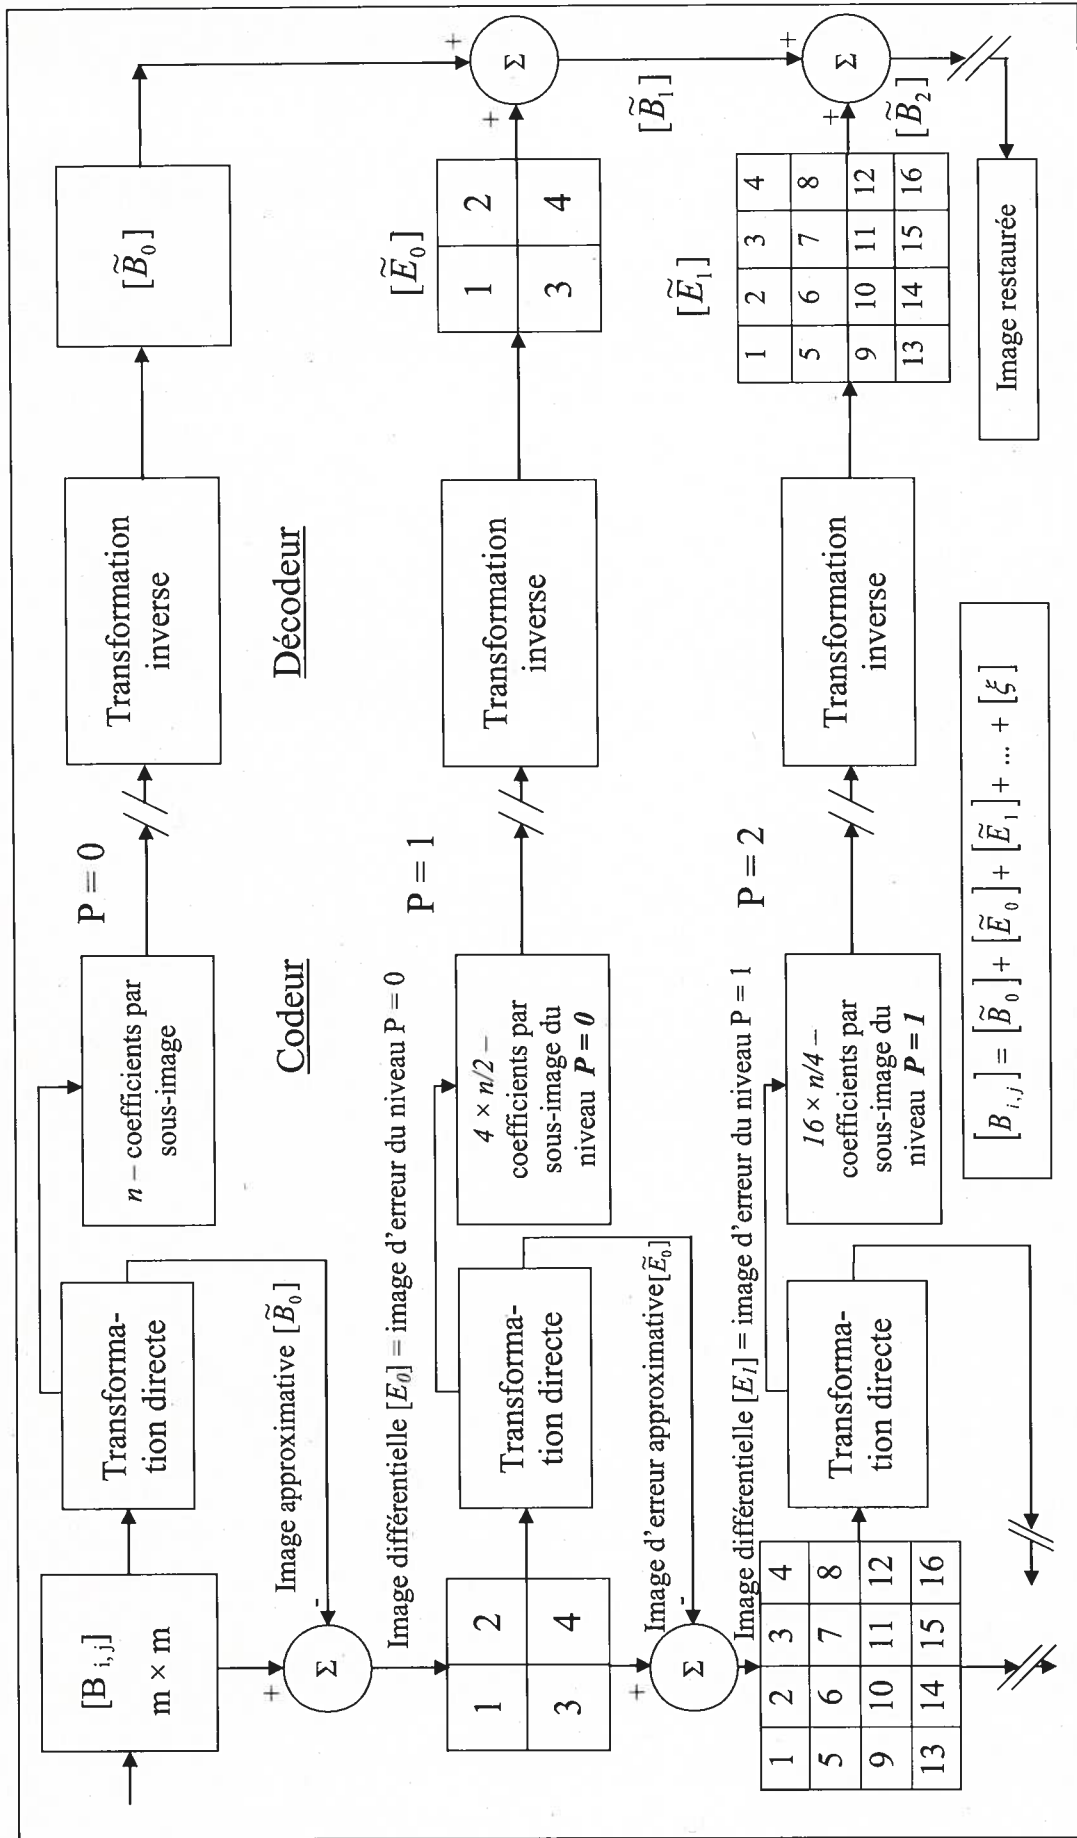 [B i,j]
m × m
Transforma-
tion directe
n – coefficients par
sous-image
P = 0
Transformation
inverse
[B̃0]
Image approximative [B̃0]
-
+
Σ
Codeur
Décodeur
+
+
Σ
Image différentielle [E0] = image d'erreur du niveau P = 0
1 2
3 4
Transforma-
tion directe
4 × n/2 –
coefficients par
sous-image du
niveau P = 0
P = 1
Transformation
inverse
[Ẽ0]
1 2
3 4
[B̃1]
Image d'erreur approximative[Ẽ0]
-
+
Σ
+
+
Σ
Image différentielle [E1] = image d'erreur du niveau P = 1
1 2 3 4
5 6 7 8
9 10 11 12
13 14 15 16
Transforma-
tion directe
16 × n/4 –
coefficients par
sous-image du
niveau P = 1
P = 2
Transformation
inverse
[Ẽ1]
1 2 3 4
5 6 7 8
9 10 11 12
13 14 15 16
[B̃2]
Image restaurée
[B i,j] = [B̃0] + [Ẽ0] + [Ẽ1] + ... + [ξ]